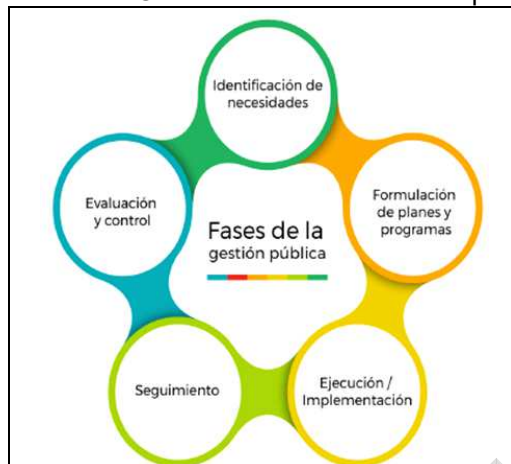 Identificación de
necesidades
Formulación
de planes y
programas
Ejecución /
Implementación
Seguimiento
Evaluación
y control
Fases de la
gestión pública